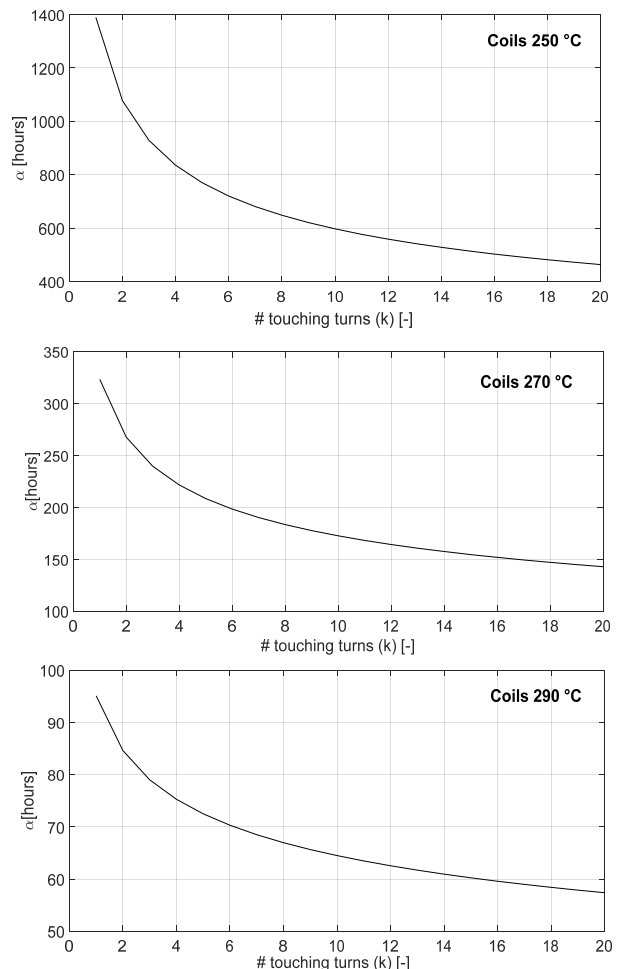 1400
Coils 250 °C
1200
1000
800
600
400
α [hours]
0 2 4 6 8 10 12 14 16 18 20
# touching turns (k) [-]
350
Coils 270 °C
300
250
200
150
100
α[hours]
0 2 4 6 8 10 12 14 16 18 20
# touching turns (k) [-]
100
Coils 290 °C
90
80
70
60
50
α[hours]
0 2 4 6 8 10 12 14 16 18 20
# touching turns (k) [-]